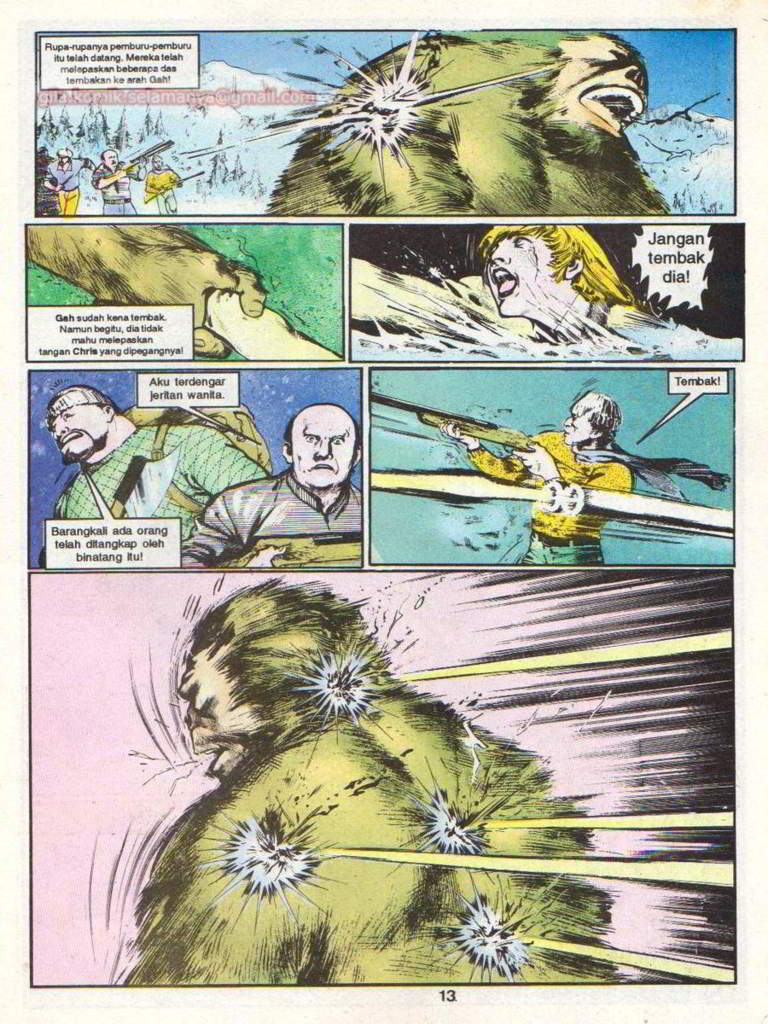 Rupa-rupanya pemburu-pemburu
itu telah datang. Mereka telah
melepaskan beberapa das
tembakan ke arah Gah!
gila.komik.selamanya@gmail.com
Gah sudah kena tembak.
Namun begitu, dia tidak
mahu melepaskan
tangan Chris yang dipegangnya!
Jangan
tembak
dia!
Aku terdengar
jeritan wanita.
Barangkali ada orang
telah ditangkap oleh
binatang itu!
Tembak!
13